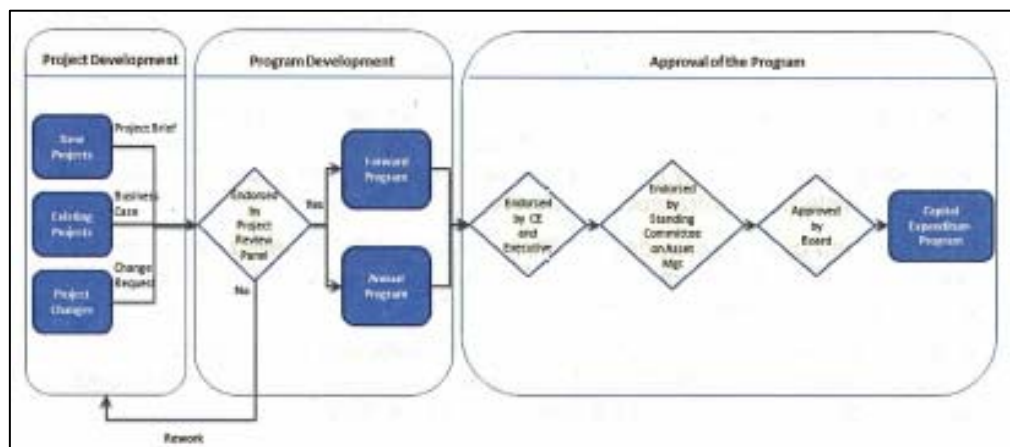 Project Development
Program Development
Approval of the Program
New
Projects
Project Brief
Existing
Projects
Business
Case
Project
Changes
Change
Request
Endorsed
by
Project
Review
Panel
Yes
No
Forward
Program
Annual
Program
Endorsed
by CE
and
Executive
Endorsed
by
Standing
Committee
on Asset
Mgt
Approved
by
Board
Capital
Expenditure
Program
Rework